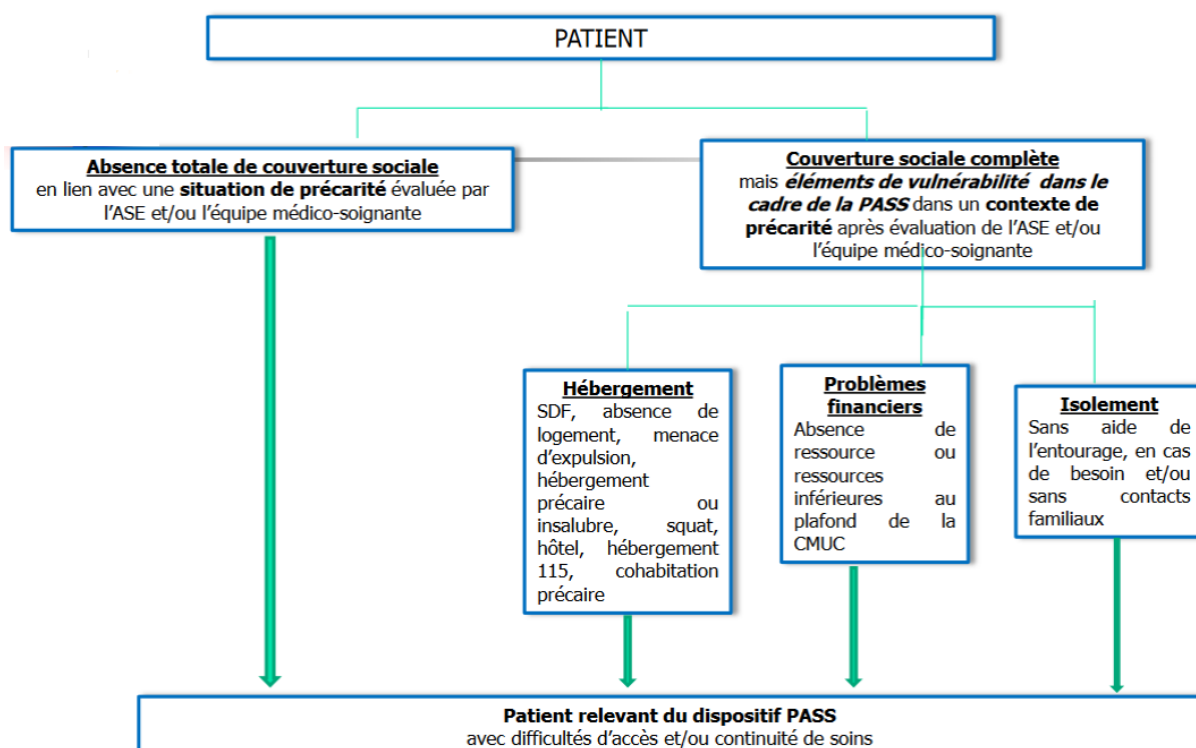 PATIENT
Absence totale de couverture sociale
en lien avec une situation de précarité évaluée par
l'ASE et/ou l'équipe médico-soignante
Couverture sociale complète
mais éléments de vulnérabilité dans le
cadre de la PASS dans un contexte de
précarité après évaluation de l'ASE et/ou
l'équipe médico-soignante
Hébergement
SDF, absence de
logement, menace
d'expulsion,
hébergement
précaire ou
insalubre, squat,
hôtel, hébergement
115, cohabitation
précaire
Problèmes
financiers
Absence de
ressource ou
ressources
inférieures au
plafond de la
CMUC
Isolement
Sans aide de
l'entourage, en cas
de besoin et/ou
sans contacts
familiaux
Patient relevant du dispositif PASS
avec difficultés d'accès et/ou continuité de soins